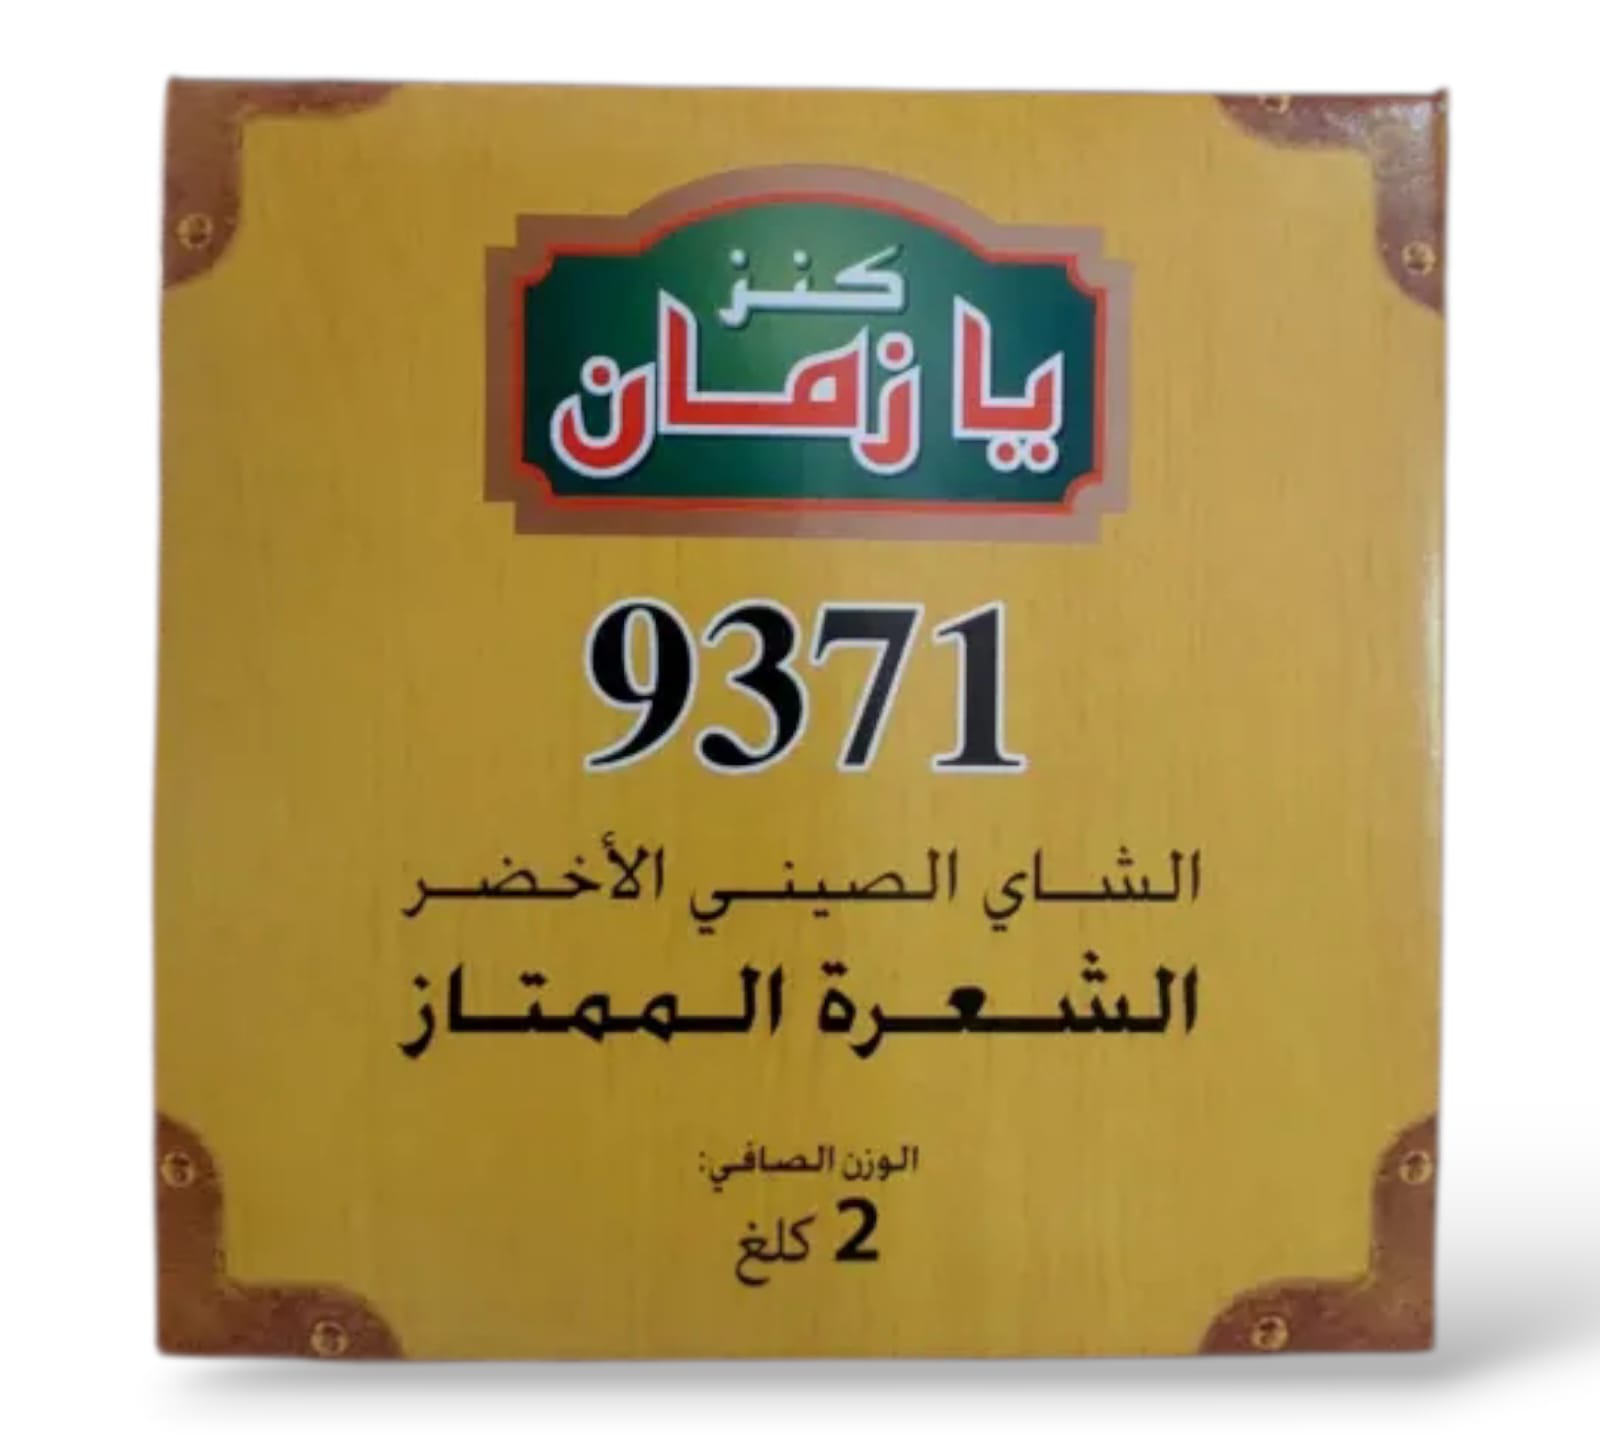 كنز
يا زمان
9371
الشاي الصيني الأخضر
الشعرة الممتاز
الوزن الصافي:
2 كلغ